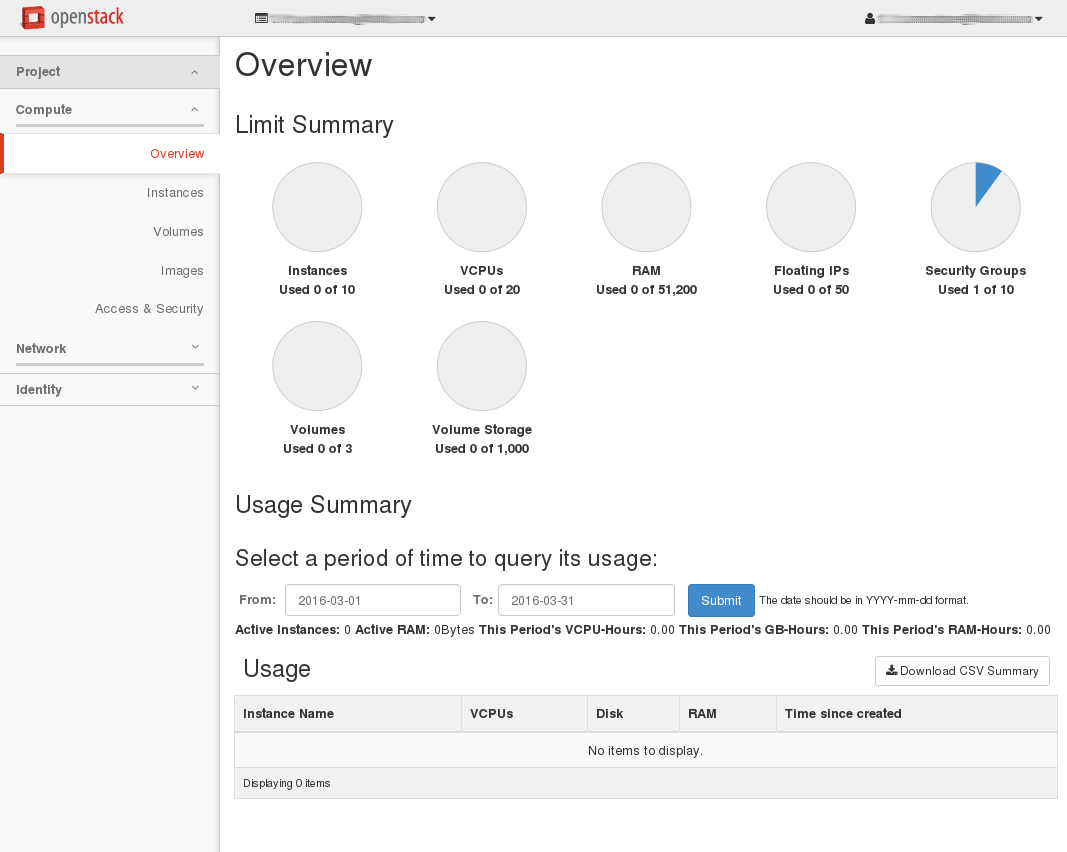 openstack
Project
Compute
Overview
Instances
Volumes
Images
Access & Security
Network
Identity
Overview
Limit Summary
Instances
Used 0 of 10
VCPUs
Used 0 of 20
RAM
Used 0 of 51,200
Floating IPs
Used 0 of 50
Security Groups
Used 1 of 10
Volumes
Used 0 of 3
Volume Storage
Used 0 of 1,000
Usage Summary
Select a period of time to query its usage:
From: 2016-03-01 To: 2016-03-31 Submit The date should be in YYYY-mm-dd format.
Active Instances: 0 Active RAM: 0Bytes This Period's VCPU-Hours: 0.00 This Period's GB-Hours: 0.00 This Period's RAM-Hours: 0.00
Usage
Download CSV Summary
Instance Name VCPUs Disk RAM Time since created
No items to display.
Displaying 0 items